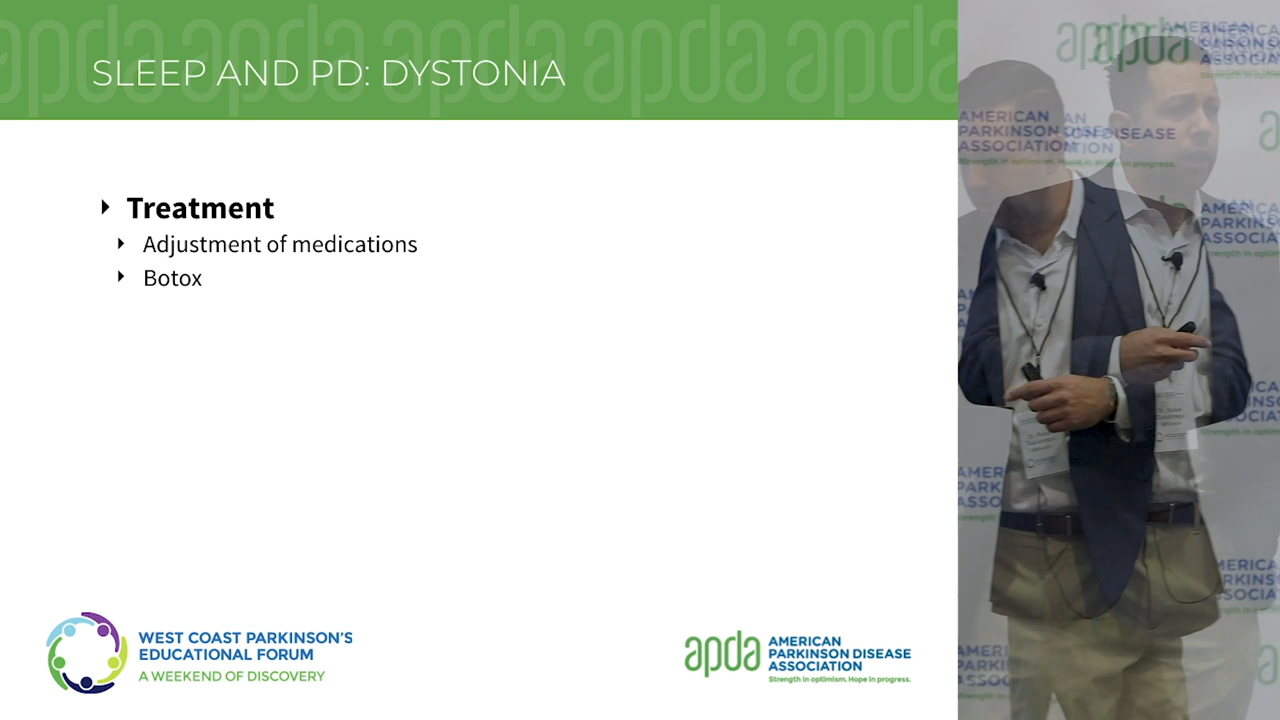 SLEEP AND PD: DYSTONIA
Treatment
Adjustment of medications
Botox
WEST COAST PARKINSON'S
EDUCATIONAL FORUM
A WEEKEND OF DISCOVERY
apda
AMERICAN
PARKINSON DISEASE
ASSOCIATION
Strength in optimism. Hope in progress.
AMERICAN
PARKINSON DISEASE
ASSOCIATION